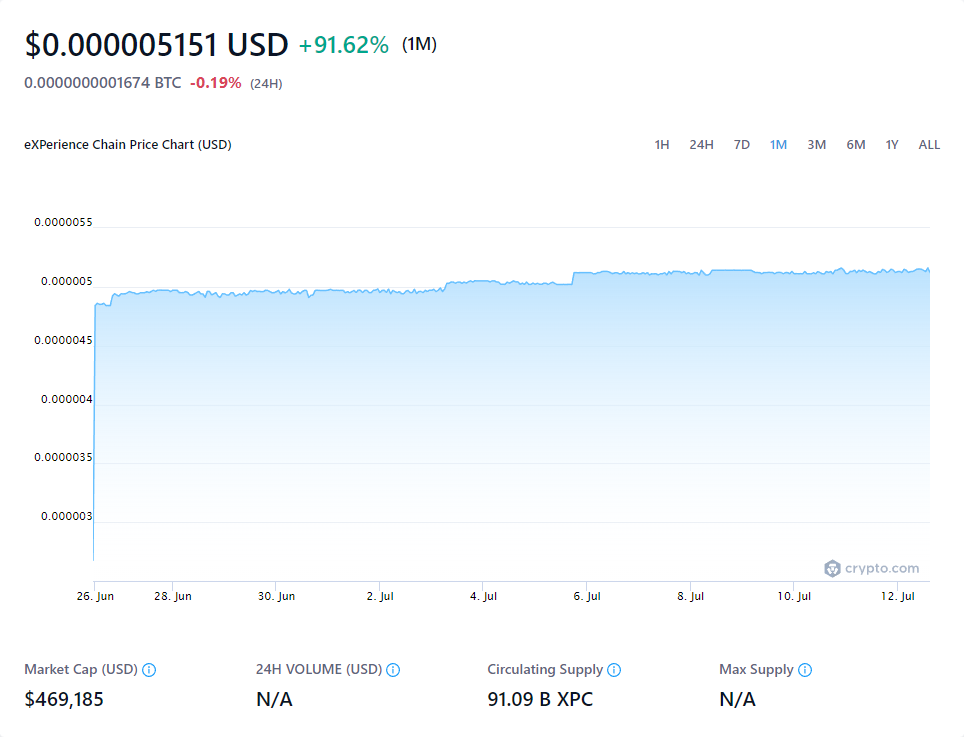 $0.000005151 USD +91.62% (1M)
0.0000000001674 BTC -0.19% (24H)
eXPerience Chain Price Chart (USD) 1H 24H 7D 1M 3M 6M 1Y ALL
0.0000055
0.000005
0.0000045
0.000004
0.0000035
0.000003
crypto.com
26. Jun 28. Jun 30. Jun 2. Jul 4. Jul 6. Jul 8. Jul 10. Jul 12. Jul
Market Cap (USD) 24H VOLUME (USD) Circulating Supply Max Supply
$469,185 N/A 91.09 B XPC N/A